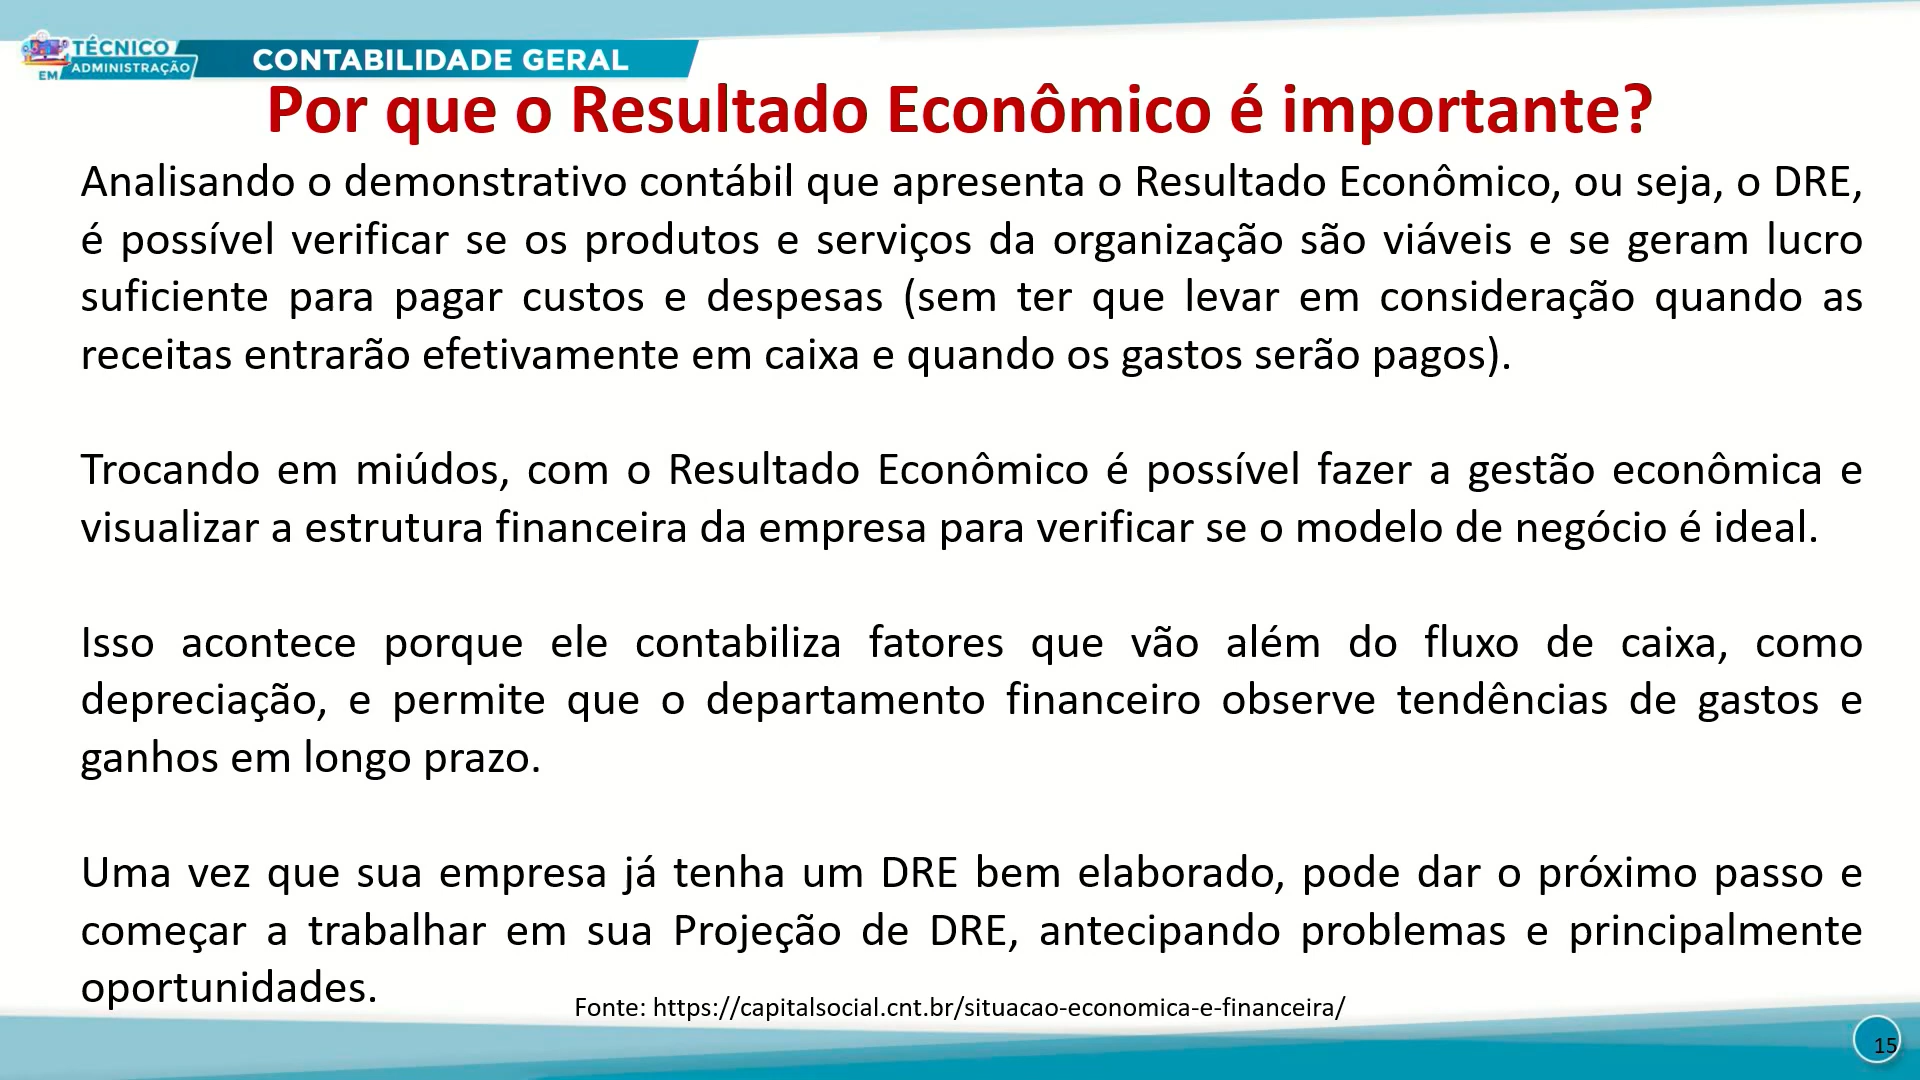 TÉCNICO
EM ADMINISTRAÇÃO
CONTABILIDADE GERAL
Por que o Resultado Econômico é importante?
Analisando o demonstrativo contábil que apresenta o Resultado Econômico, ou seja, o DRE,
é possível verificar se os produtos e serviços da organização são viáveis e se geram lucro
suficiente para pagar custos e despesas (sem ter que levar em consideração quando as
receitas entrarão efetivamente em caixa e quando os gastos serão pagos).
Trocando em miúdos, com o Resultado Econômico é possível fazer a gestão econômica e
visualizar a estrutura financeira da empresa para verificar se o modelo de negócio é ideal.
Isso acontece porque ele contabiliza fatores que vão além do fluxo de caixa, como
depreciação, e permite que o departamento financeiro observe tendências de gastos e
ganhos em longo prazo.
Uma vez que sua empresa já tenha um DRE bem elaborado, pode dar o próximo passo e
começar a trabalhar em sua Projeção de DRE, antecipando problemas e principalmente
oportunidades.
Fonte: https://capitalsocial.cnt.br/situacao-economica-e-financeira/
15